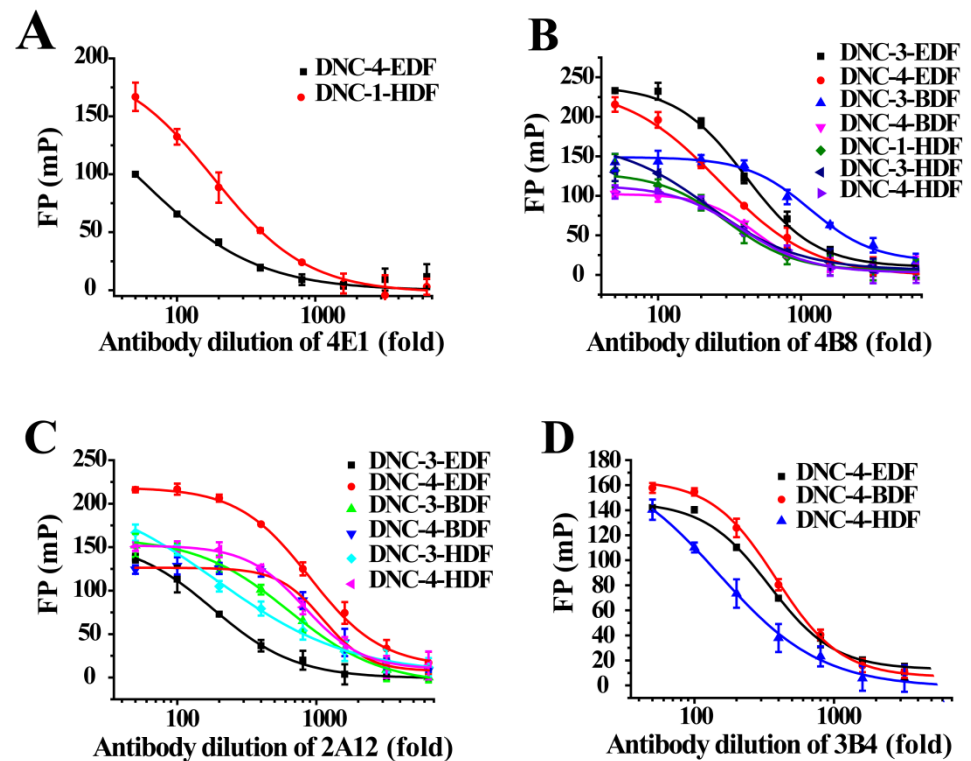 A
DNC-4-EDF
DNC-1-HDF
FP (mP)
200
150
100
50
0
100
1000
Antibody dilution of 4E1 (fold)
B
DNC-3-EDF
DNC-4-EDF
DNC-3-BDF
DNC-4-BDF
DNC-1-HDF
DNC-3-HDF
DNC-4-HDF
FP (mP)
250
200
150
100
50
0
100
1000
Antibody dilution of 4B8 (fold)
C
DNC-3-EDF
DNC-4-EDF
DNC-3-BDF
DNC-4-BDF
DNC-3-HDF
DNC-4-HDF
FP (mP)
250
200
150
100
50
0
100
1000
Antibody dilution of 2A12 (fold)
D
DNC-4-EDF
DNC-4-BDF
DNC-4-HDF
FP (mP)
180
160
140
120
100
80
60
40
20
0
100
1000
Antibody dilution of 3B4 (fold)